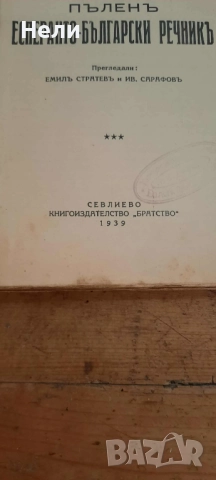 Нели
ПЪЛЕНЪ
ЕСПЕРАНТО-БЪЛГАРСКИ РЕЧНИКЪ
Прегледали:
ЕМИЛЪ СТРАТЕВЪ и ИВ. САРАФОВЪ
***
СЕВЛИЕВО
КНИГОИЗДАТЕЛСТВО „БРАТСТВО“
1939
BAZAR